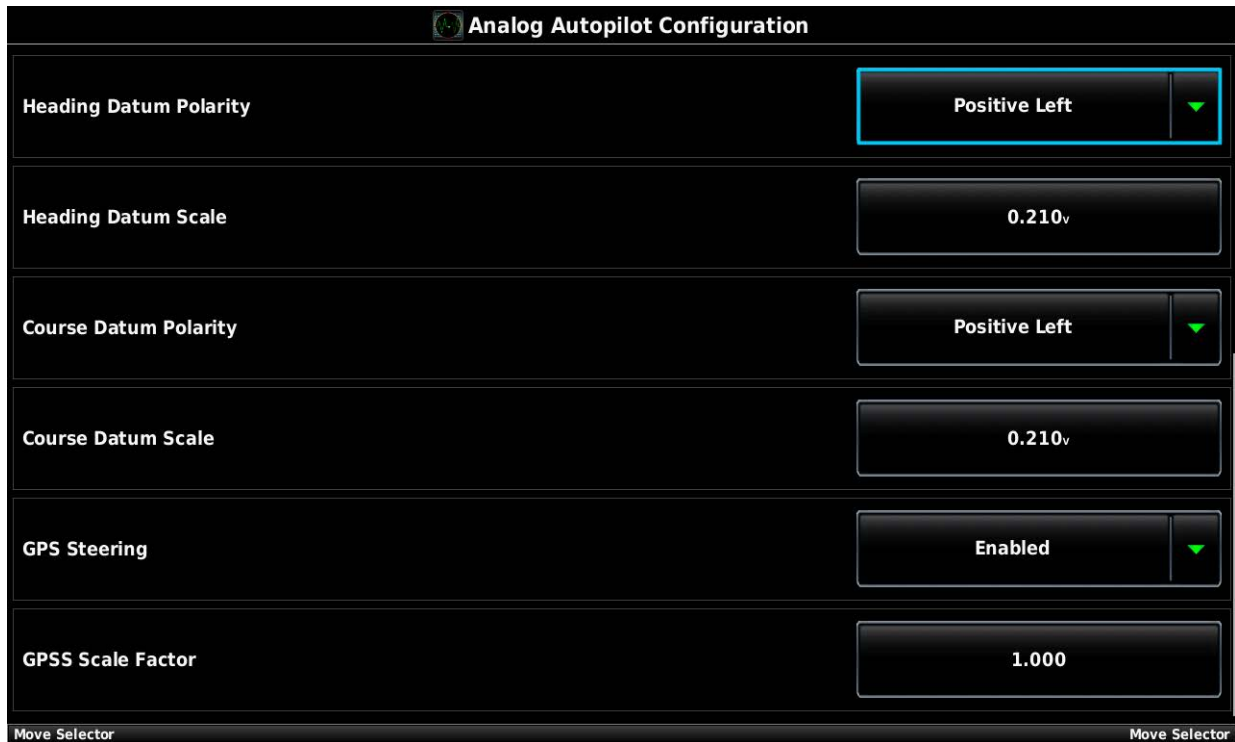 Analog Autopilot Configuration
Heading Datum Polarity Positive Left
Heading Datum Scale 0.210v
Course Datum Polarity Positive Left
Course Datum Scale 0.210v
GPS Steering Enabled
GPSS Scale Factor 1.000
Move Selector Move Selector